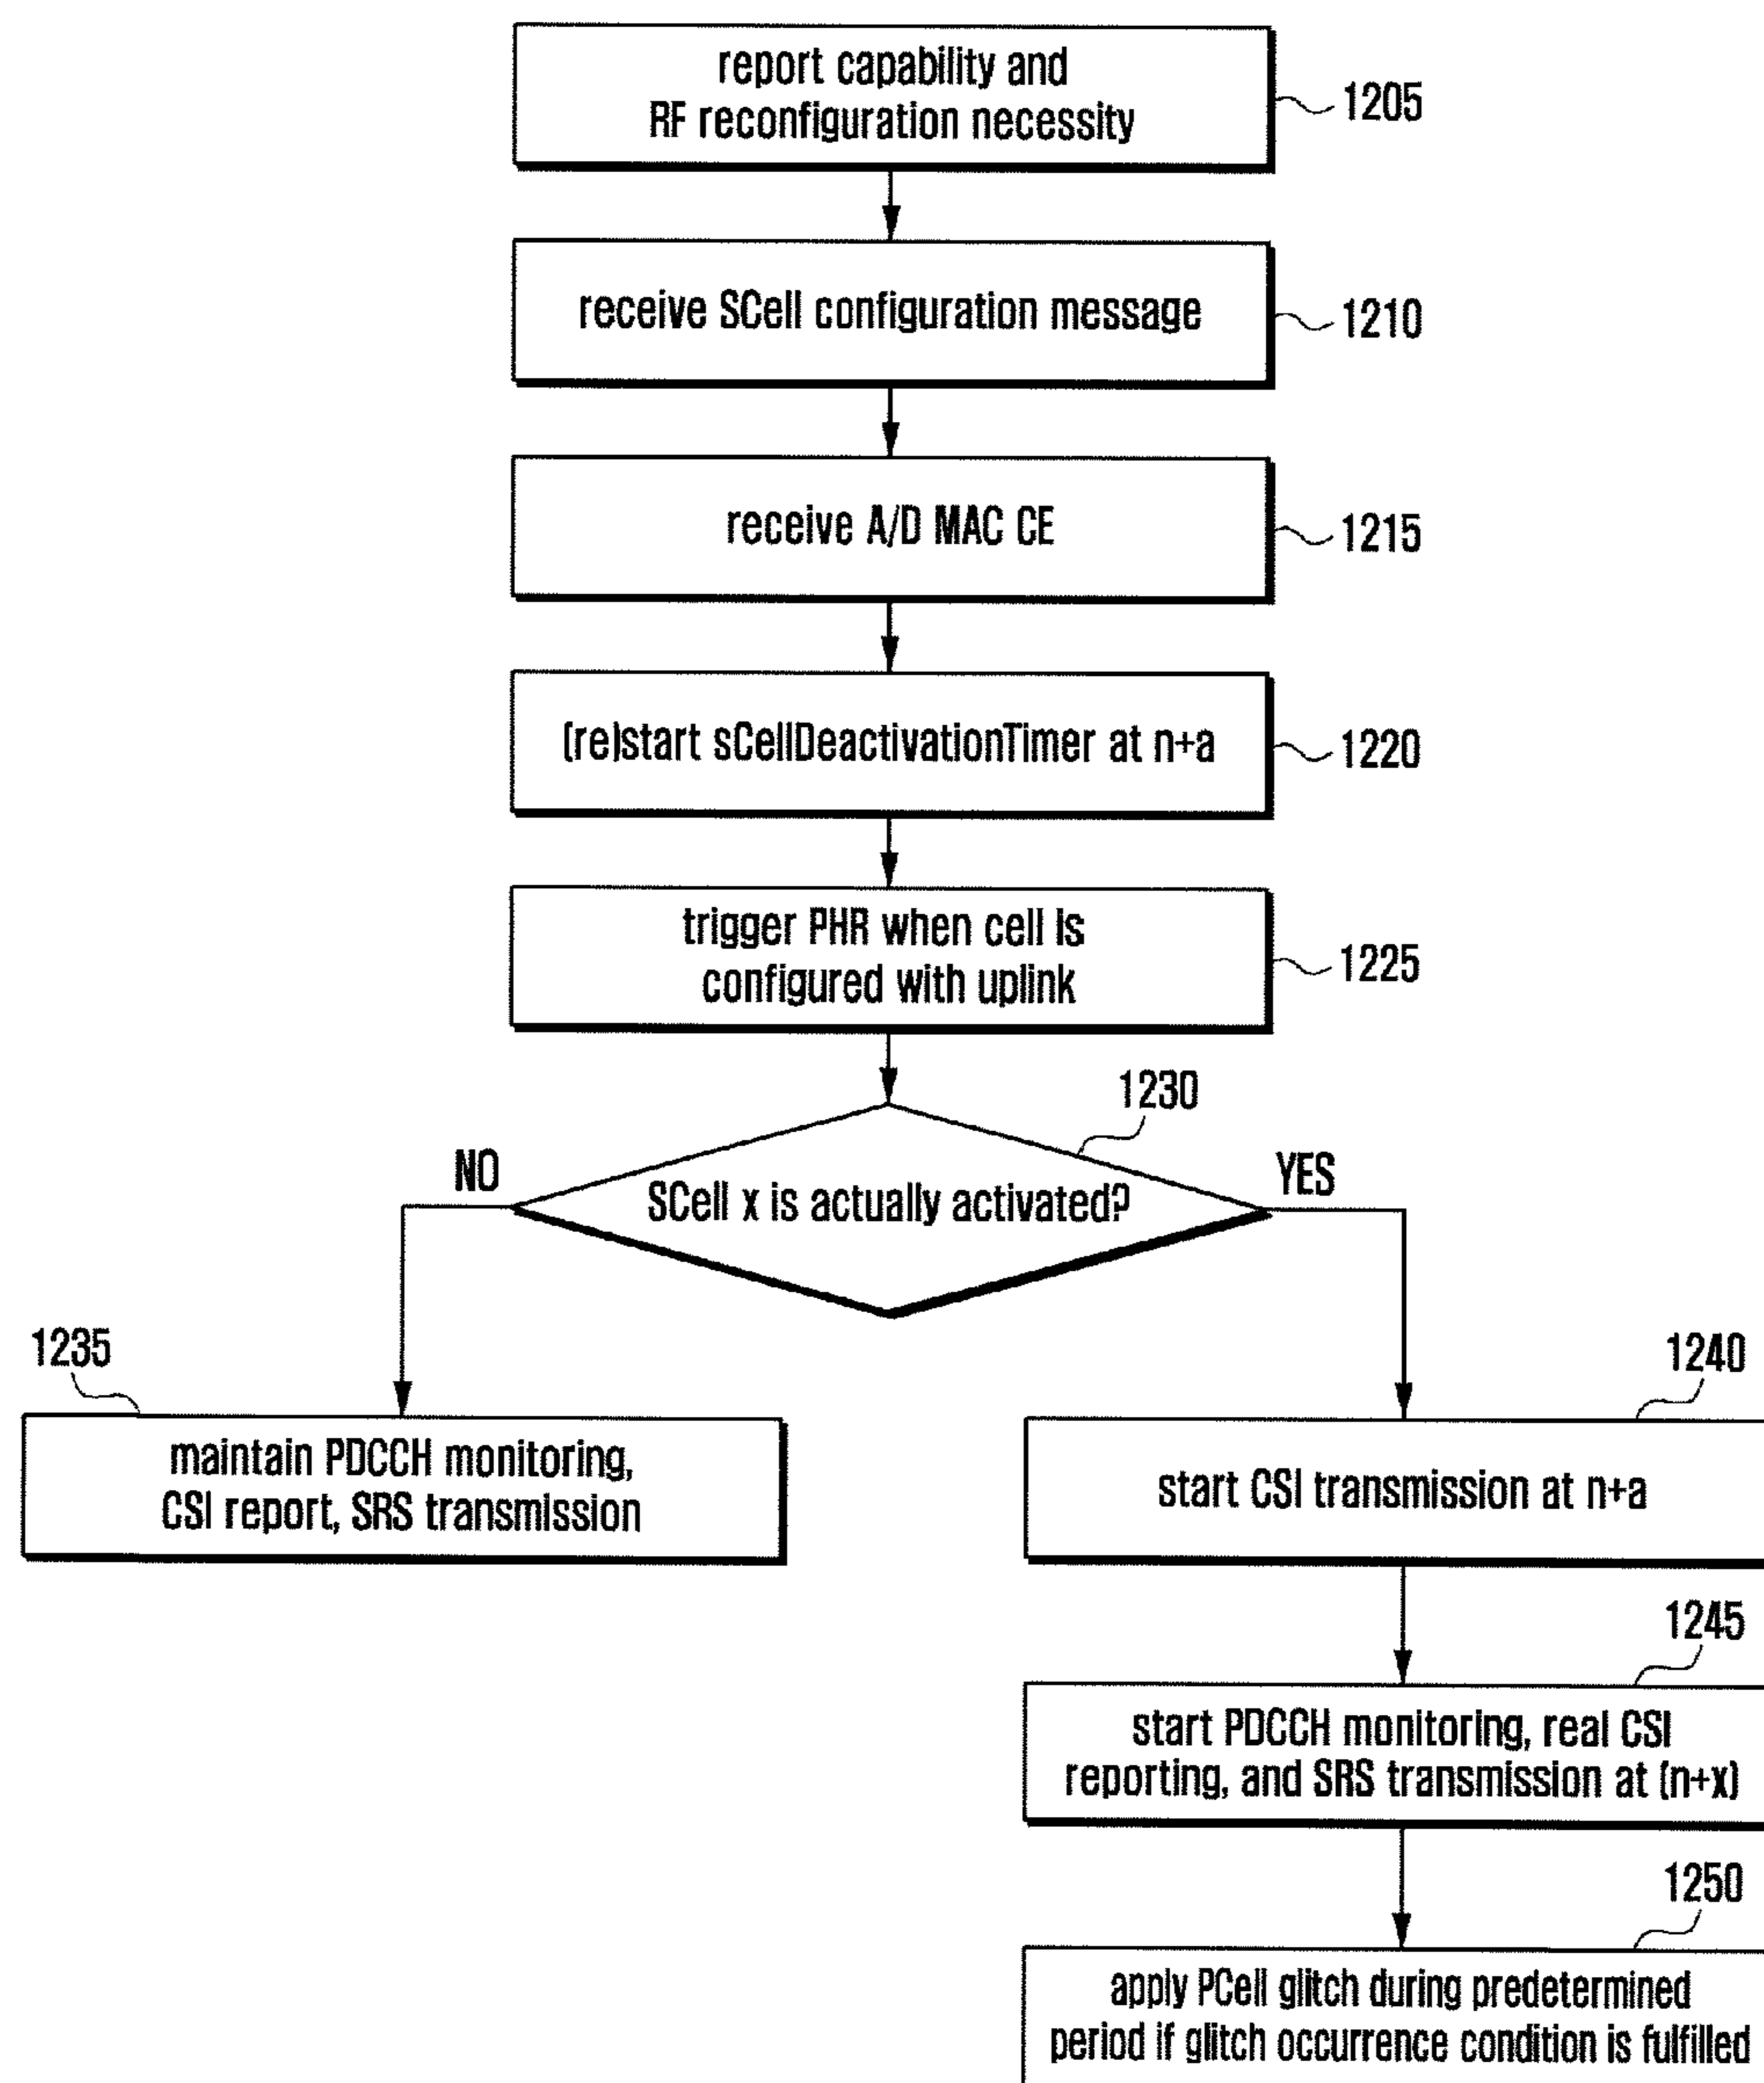 report capability and
RF reconfiguration necessity
1205
receive SCell configuration message
1210
receive A/D MAC CE
1215
(re)start sCellDeactivationTimer at n+a
1220
trigger PHR when cell is
configured with uplink
1225
1230
NO
SCell x is actually activated?
YES
1235
maintain PDCCH monitoring,
CSI report, SRS transmission
1240
start CSI transmission at n+a
1245
start PDCCH monitoring, real CSI
reporting, and SRS transmission at (n+x)
1250
apply PCell glitch during predetermined
period if glitch occurrence condition is fulfilled